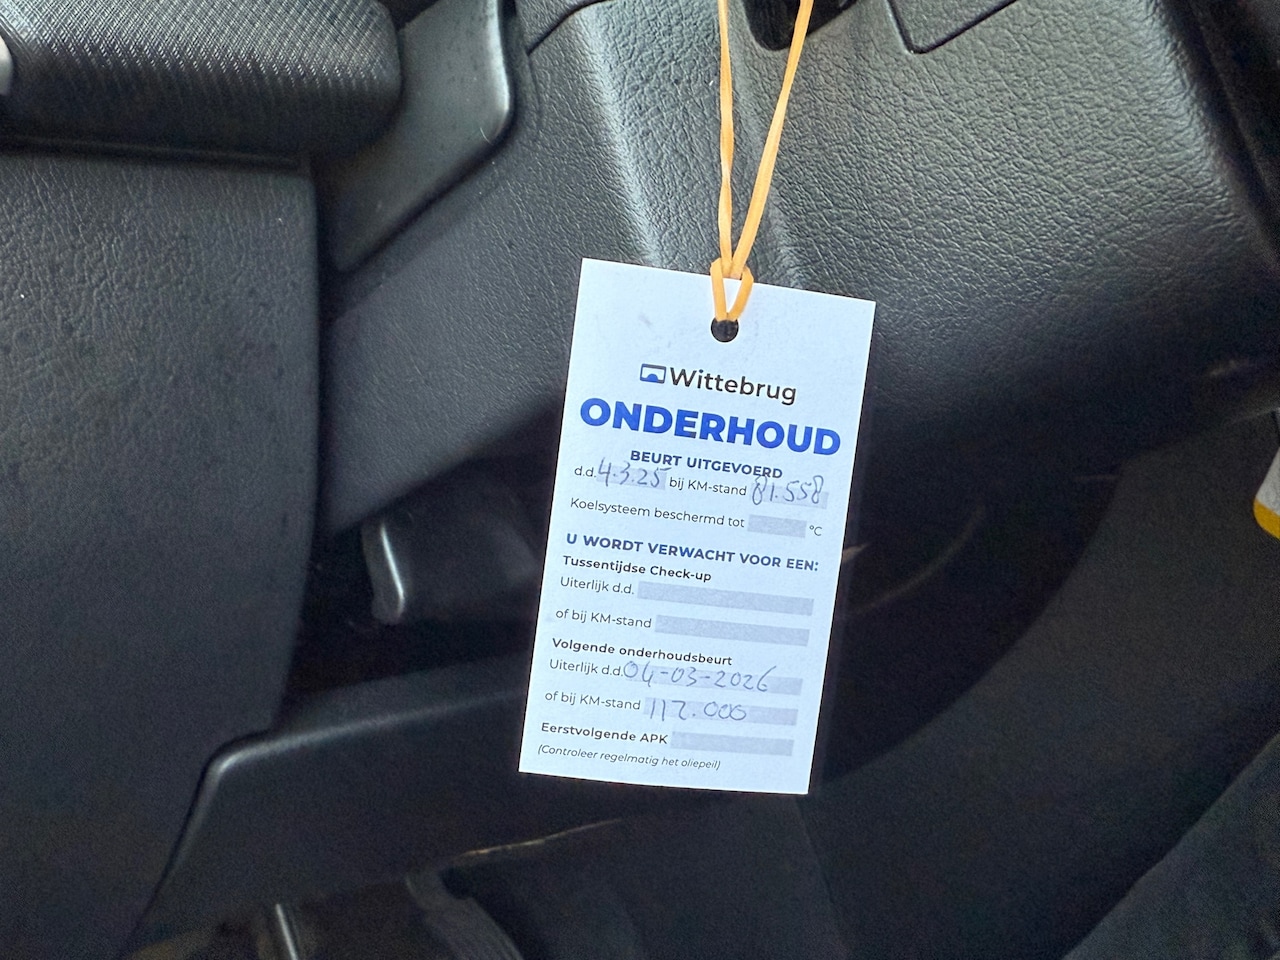 Wittebrug
ONDERHOUD
BEURT UITGEVOERD
d.d. 4.3.25 bij KM-stand 81.558
Koelsysteem beschermd tot °C
U WORDT VERWACHT VOOR EEN:
Tussentijdse Check-up
Uiterlijk d.d.
of bij KM-stand
Volgende onderhoudsbeurt
Uiterlijk d.d. 04-03-2026
of bij KM-stand 112.000
Eerstvolgende APK
(Controleer regelmatig het oliepeil)